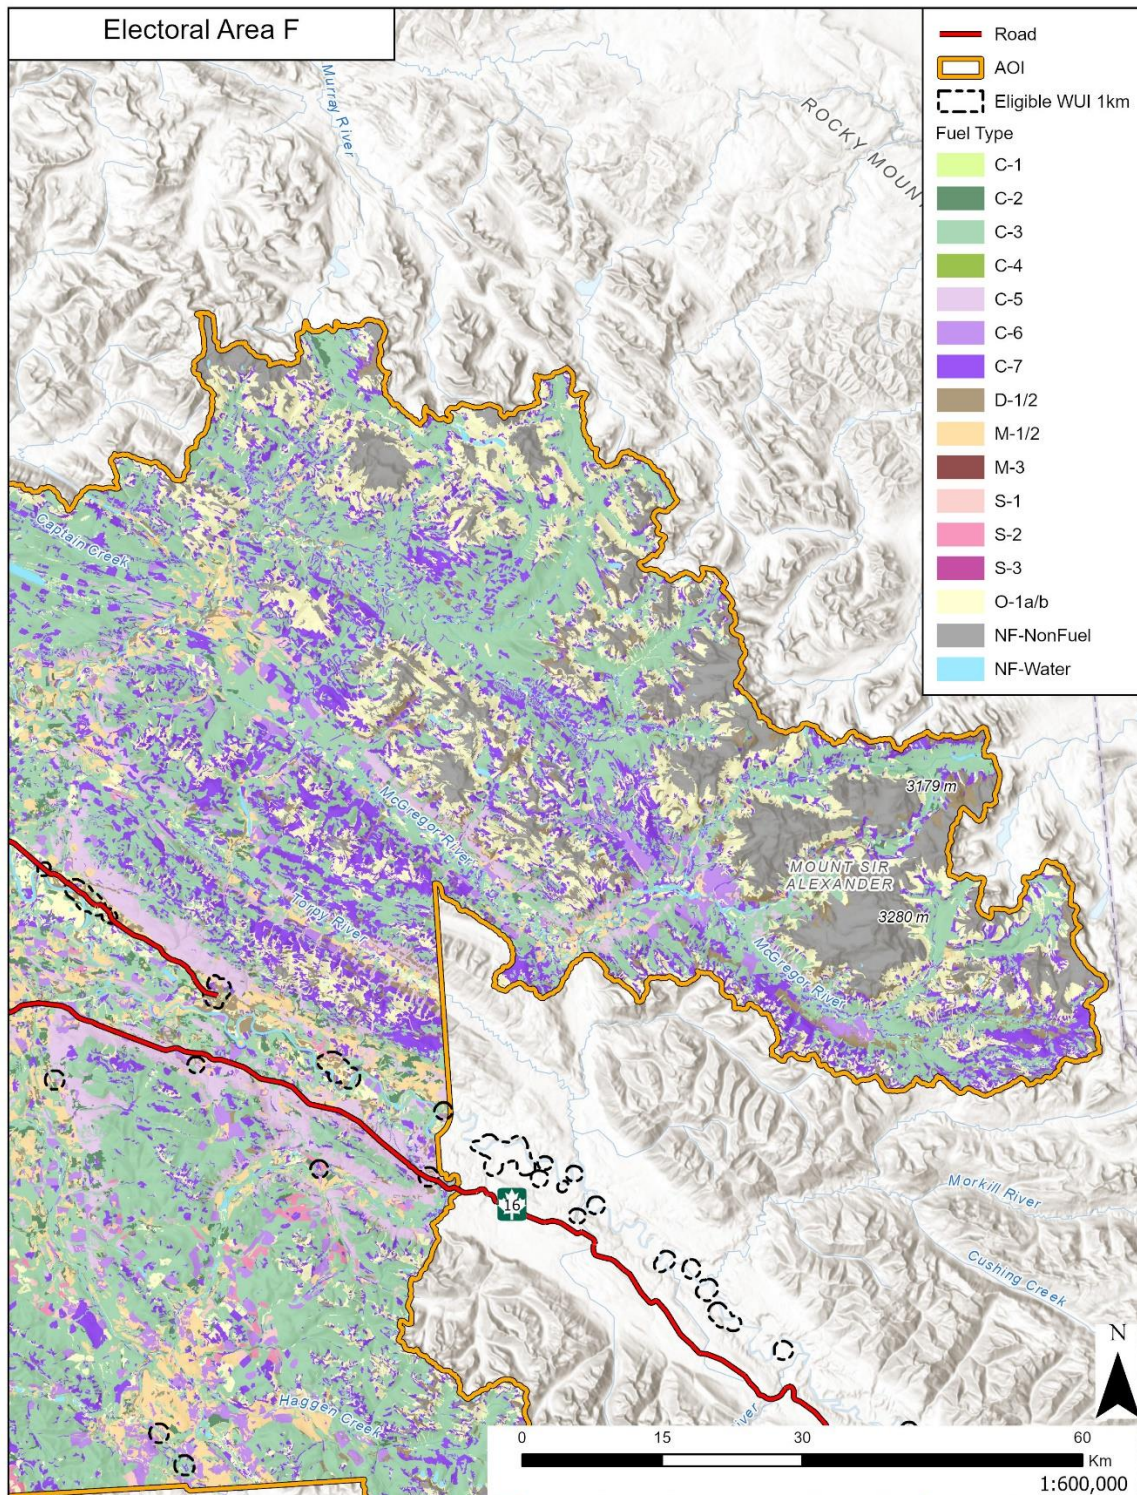 Electoral Area F
Road
AOI
Eligible WUI 1km
Fuel Type
C-1
C-2
C-3
C-4
C-5
C-6
C-7
D-1/2
M-1/2
M-3
S-1
S-2
S-3
O-1a/b
NF-NonFuel
NF-Water
Murray River
ROCKY MOUNT
Captain Creek
McGregor River
3179 m
MOUNT SIR
ALEXANDER
3280 m
Torpy River
McGregor River
16
Morkill River
Cushing Creek
Haggen Creek
N
0 15 30 60
Km
1:600,000